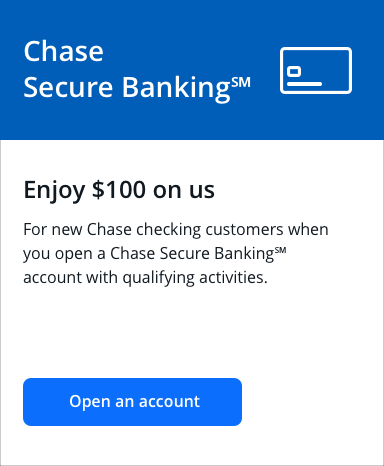 Chase
Secure Banking℠
Enjoy $100 on us
For new Chase checking customers when
you open a Chase Secure Banking℠
account with qualifying activities.
Open an account